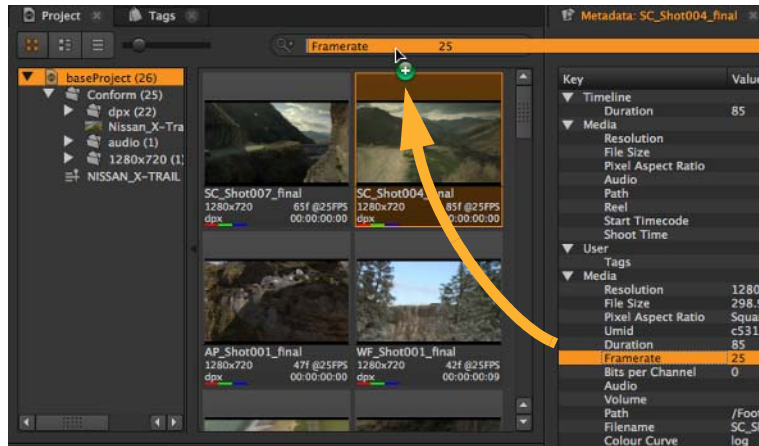 Project
Tags
Metadata: SC_Shot004_final
Framerate 25
baseProject (26)
Conform (25)
dpx (22)
Nissan_X-Tra
audio (1)
1280x720 (1)
NISSAN_X-TRAIL
SC_Shot007_final
1280x720 65f @25FPS
dpx 00:00:00:00
SC_Shot004_final
1280x720 85f @25FPS
dpx 00:00:00:00
AP_Shot001_final
1280x720 47f @25FPS
dpx 00:00:00:00
WF_Shot001_final
1280x720 42f @25FPS
dpx 00:00:00:09
Key Value
Timeline
Duration 85
Media
Resolution
File Size
Pixel Aspect Ratio
Audio
Path
Reel
Start Timecode
Shoot Time
User
Tags
Media
Resolution 1280
File Size 298.
Pixel Aspect Ratio Squa
Umid c531
Duration 85
Framerate 25
Bits per Channel 0
Audio
Volume
Path /Foot
Filename SC_S
Colour Curve log